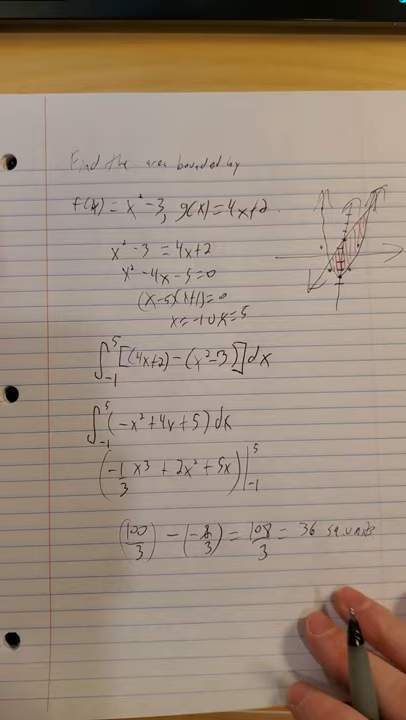 Find the area bounded by
f(x) = x² - 3, g(x) = 4x+2.
x² - 3 = 4x+2
x² - 4x - 5 = 0
(x-5)(x+1) = 0
x = -1 or x = 5
∫₋₁⁵ [(4x+2) - (x² - 3)] dx
∫₋₁⁵ (-x² + 4x + 5) dx
(-1/3 x³ + 2x² + 5x) |₋₁⁵
(100/3) - (-8/3) = 108/3 = 36 sq. units